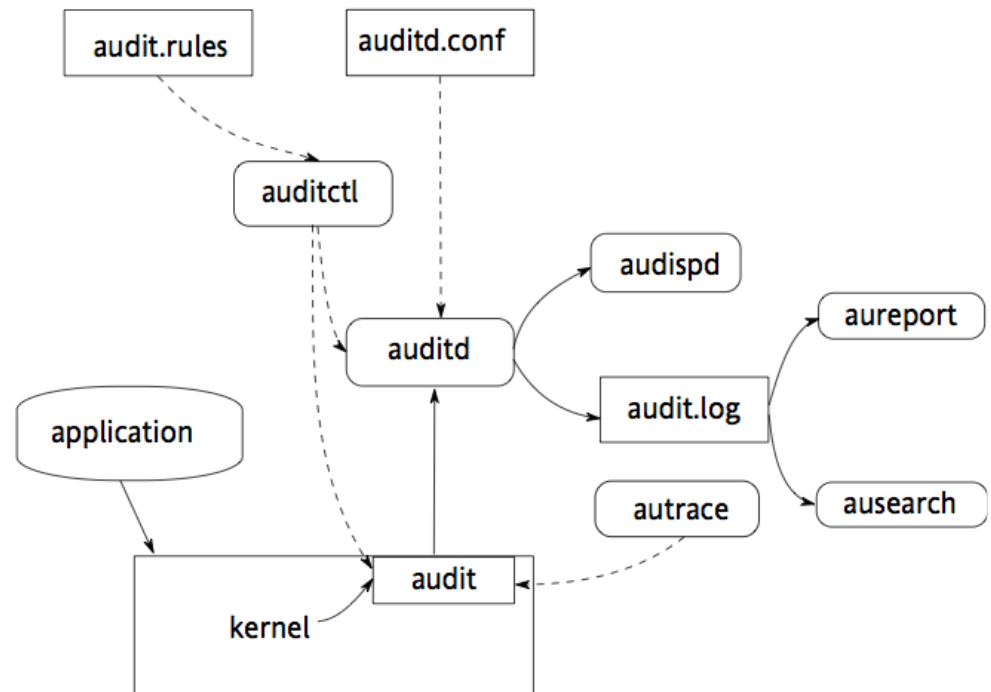 audit.rules
auditd.conf
auditctl
audispd
aureport
auditd
audit.log
application
autrace
ausearch
audit
kernel